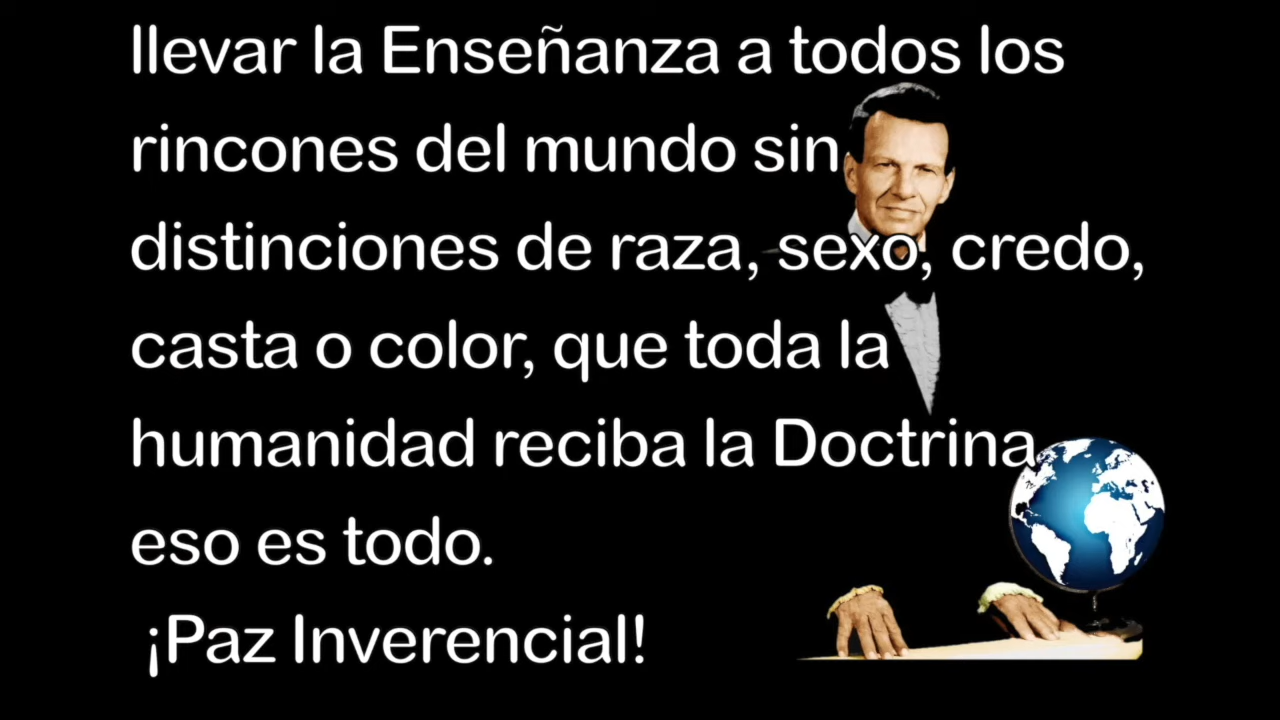 llevar la Enseñanza a todos los
rincones del mundo sin
distinciones de raza, sexo, credo,
casta o color, que toda la
humanidad reciba la Doctrina
eso es todo.
¡Paz Inverencial!